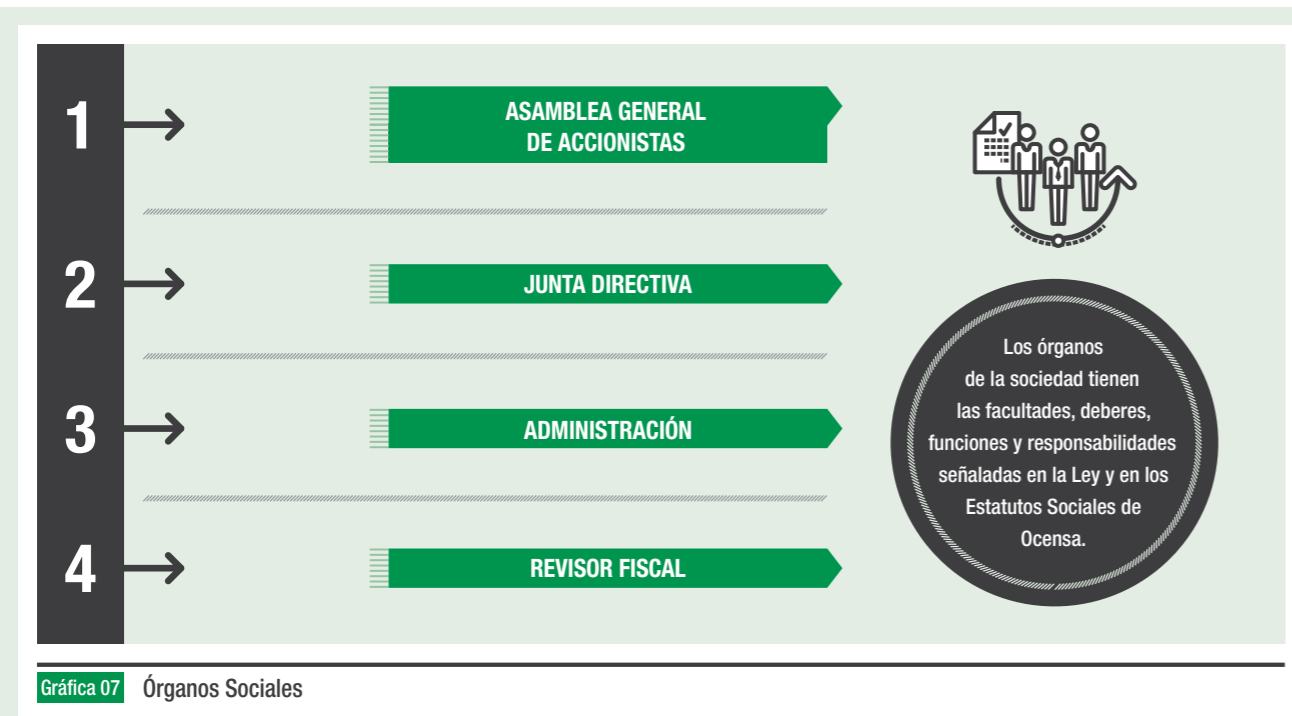 1
ASAMBLEA GENERAL
DE ACCIONISTAS
2
JUNTA DIRECTIVA
3
ADMINISTRACIÓN
4
REVISOR FISCAL
Los órganos
de la sociedad tienen
las facultades, deberes,
funciones y responsabilidades
señaladas en la Ley y en los
Estatutos Sociales de
Ocensa.
Gráfica 07 Órganos Sociales